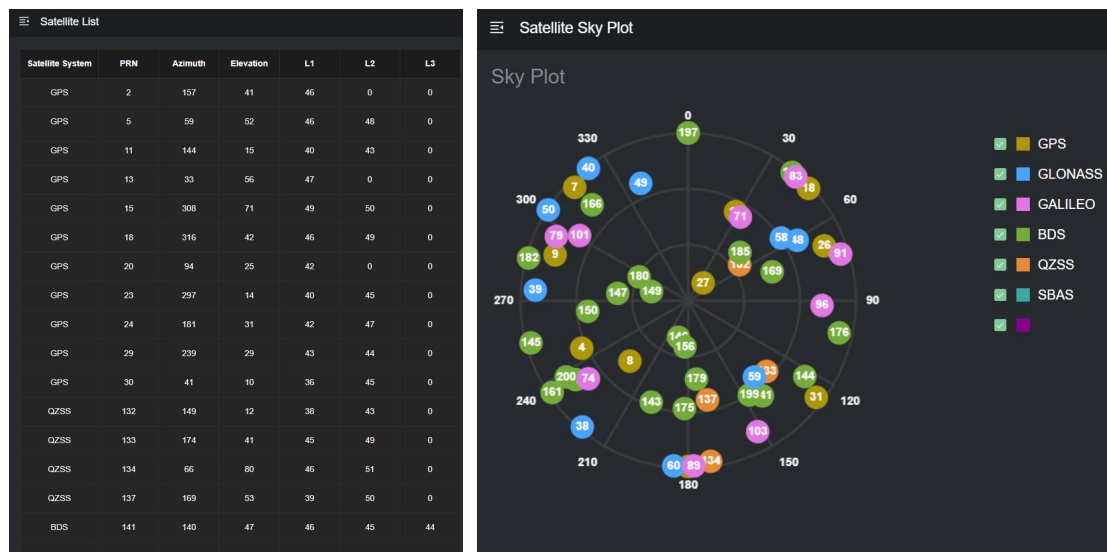 Satellite List
Satellite System PRN Azimuth Elevation L1 L2 L3
GPS 2 157 41 46 0 0
GPS 5 59 52 46 48 0
GPS 11 144 15 40 43 0
GPS 13 33 56 47 0 0
GPS 15 308 71 49 50 0
GPS 18 316 42 46 49 0
GPS 20 94 25 42 0 0
GPS 23 297 14 40 45 0
GPS 24 181 31 42 47 0
GPS 29 239 29 43 44 0
GPS 30 41 10 36 45 0
QZSS 132 149 12 38 43 0
QZSS 133 174 41 45 49 0
QZSS 134 66 80 46 51 0
QZSS 137 169 53 39 50 0
BDS 141 140 47 46 45 44
Satellite Sky Plot
Sky Plot
0
197
330
30
40
83
7
49
18
300
166
60
50
71
79
101
58
48
26
9
185
91
182
169
180
27
39
147
149
270
90
96
150
176
145
4
156
8
59
200
74
179
144
161
199
31
240
143
175
137
120
38
103
210
60
89
134
150
180
GPS
GLONASS
GALILEO
BDS
QZSS
SBAS